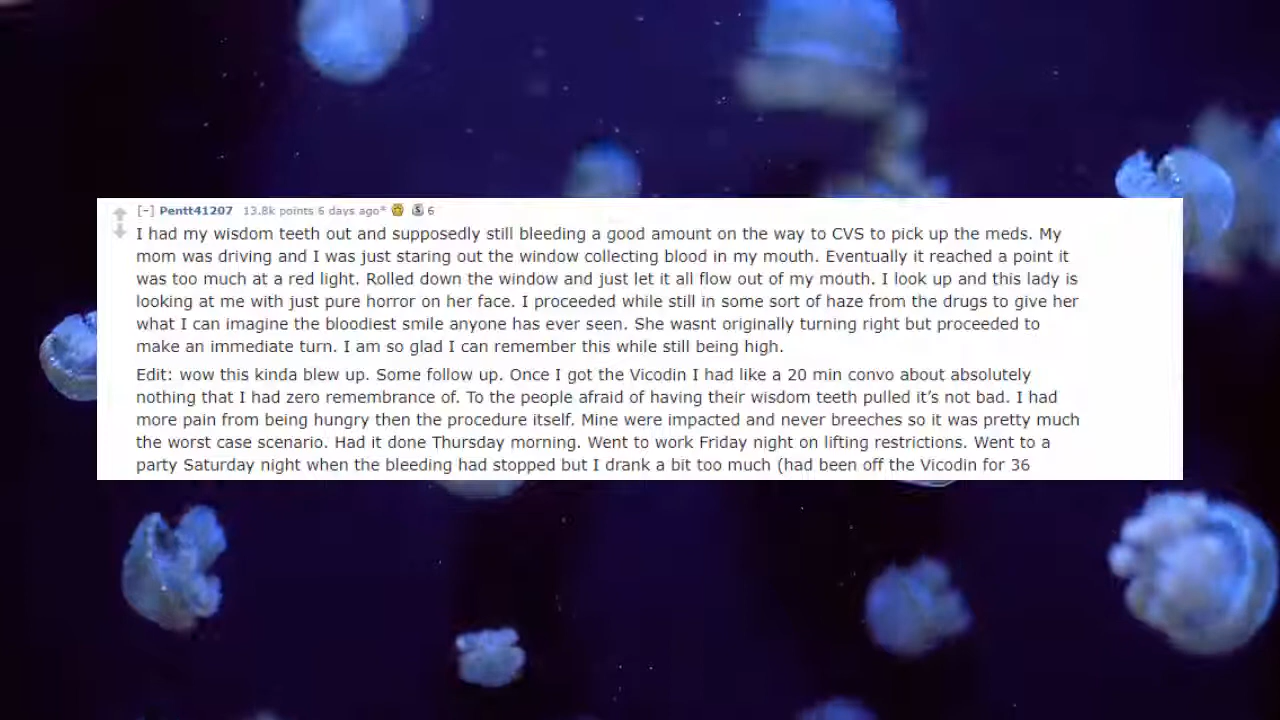 [-] Pentt41207 13.8k points 6 days ago* 6
I had my wisdom teeth out and supposedly still bleeding a good amount on the way to CVS to pick up the meds. My
mom was driving and I was just staring out the window collecting blood in my mouth. Eventually it reached a point it
was too much at a red light. Rolled down the window and just let it all flow out of my mouth. I look up and this lady is
looking at me with just pure horror on her face. I proceeded while still in some sort of haze from the drugs to give her
what I can imagine the bloodiest smile anyone has ever seen. She wasnt originally turning right but proceeded to
make an immediate turn. I am so glad I can remember this while still being high.
Edit: wow this kinda blew up. Some follow up. Once I got the Vicodin I had like a 20 min convo about absolutely
nothing that I had zero remembrance of. To the people afraid of having their wisdom teeth pulled it’s not bad. I had
more pain from being hungry then the procedure itself. Mine were impacted and never breeches so it was pretty much
the worst case scenario. Had it done Thursday morning. Went to work Friday night on lifting restrictions. Went to a
party Saturday night when the bleeding had stopped but I drank a bit too much (had been off the Vicodin for 36